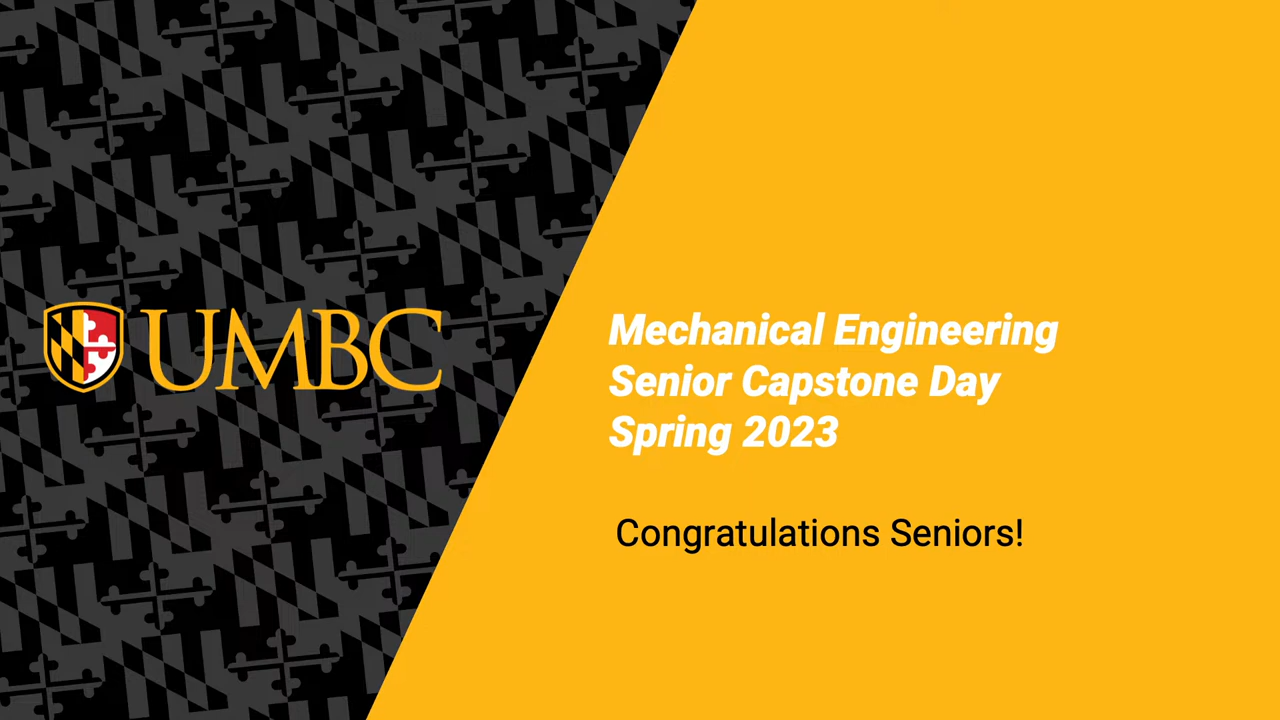 UMBC
Mechanical Engineering
Senior Capstone Day
Spring 2023
Congratulations Seniors!